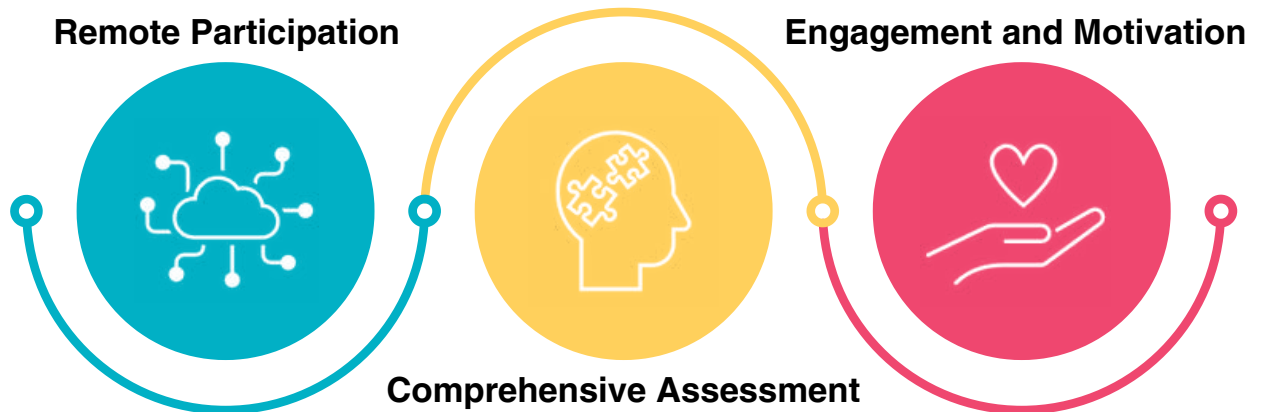 Remote Participation
Engagement and Motivation
Comprehensive Assessment